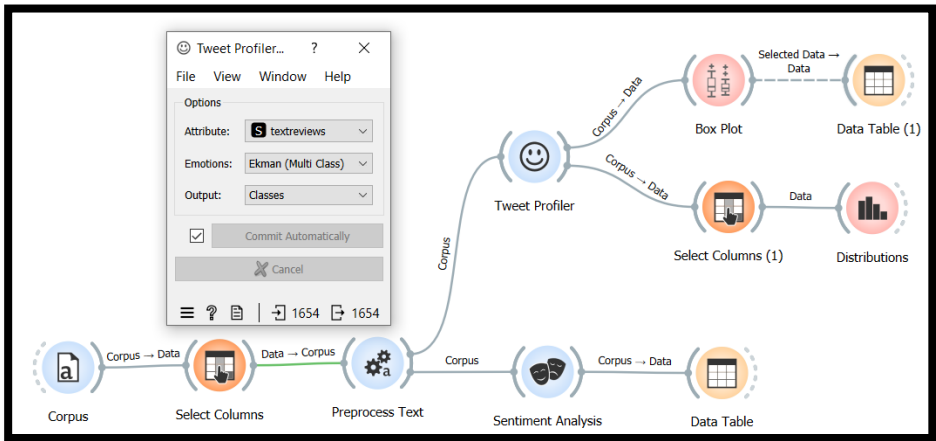 Tweet Profiler... ? ×
File View Window Help
Options
Attribute: S textreviews
Emotions: Ekman (Multi Class)
Output: Classes
Commit Automatically
Cancel
? 1654 1654
Selected Data →
Data
Corpus → Data
Box Plot
Data Table (1)
Tweet Profiler
Corpus → Data
Data
Select Columns (1)
Distributions
Corpus
a
Corpus → Data
Data → Corpus
a
Corpus
Corpus → Data
Corpus
Select Columns
Preprocess Text
Sentiment Analysis
Data Table